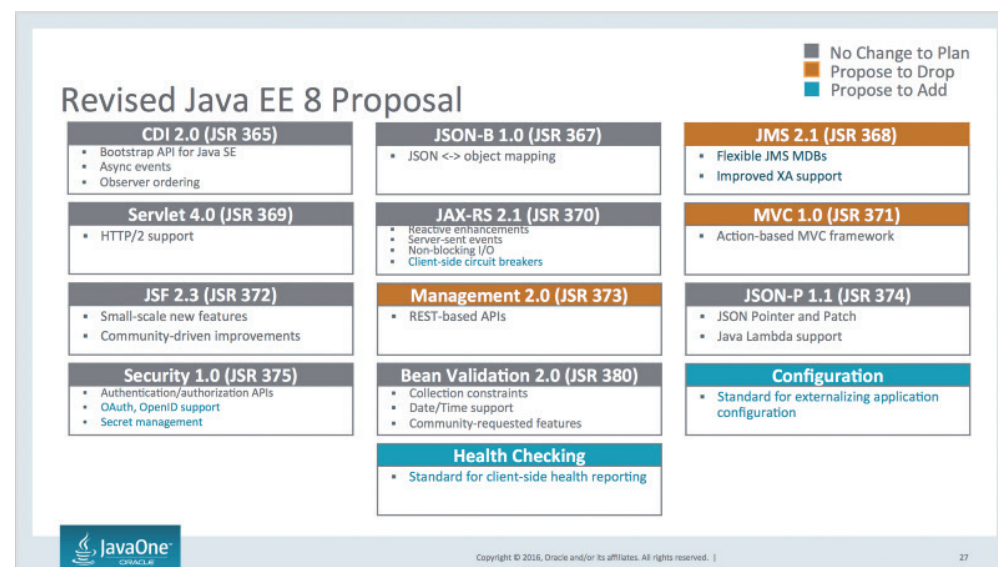 No Change to Plan
Propose to Drop
Propose to Add
Revised Java EE 8 Proposal
CDI 2.0 (JSR 365)
▪ Bootstrap API for Java SE
▪ Async events
▪ Observer ordering
JSON-B 1.0 (JSR 367)
▪ JSON <-> object mapping
JMS 2.1 (JSR 368)
▪ Flexible JMS MDBs
▪ Improved XA support
Servlet 4.0 (JSR 369)
▪ HTTP/2 support
JAX-RS 2.1 (JSR 370)
▪ Reactive enhancements
▪ Server-sent events
▪ Non-blocking I/O
▪ Client-side circuit breakers
MVC 1.0 (JSR 371)
▪ Action-based MVC framework
JSF 2.3 (JSR 372)
▪ Small-scale new features
▪ Community-driven improvements
Management 2.0 (JSR 373)
▪ REST-based APIs
JSON-P 1.1 (JSR 374)
▪ JSON Pointer and Patch
▪ Java Lambda support
Security 1.0 (JSR 375)
▪ Authentication/authorization APIs
▪ OAuth, OpenID support
▪ Secret management
Bean Validation 2.0 (JSR 380)
▪ Collection constraints
▪ Date/Time support
▪ Community-requested features
Configuration
▪ Standard for externalizing application
configuration
Health Checking
▪ Standard for client-side health reporting
JavaOne™
ORACLE
Copyright © 2016, Oracle and/or its affiliates. All rights reserved. |
27